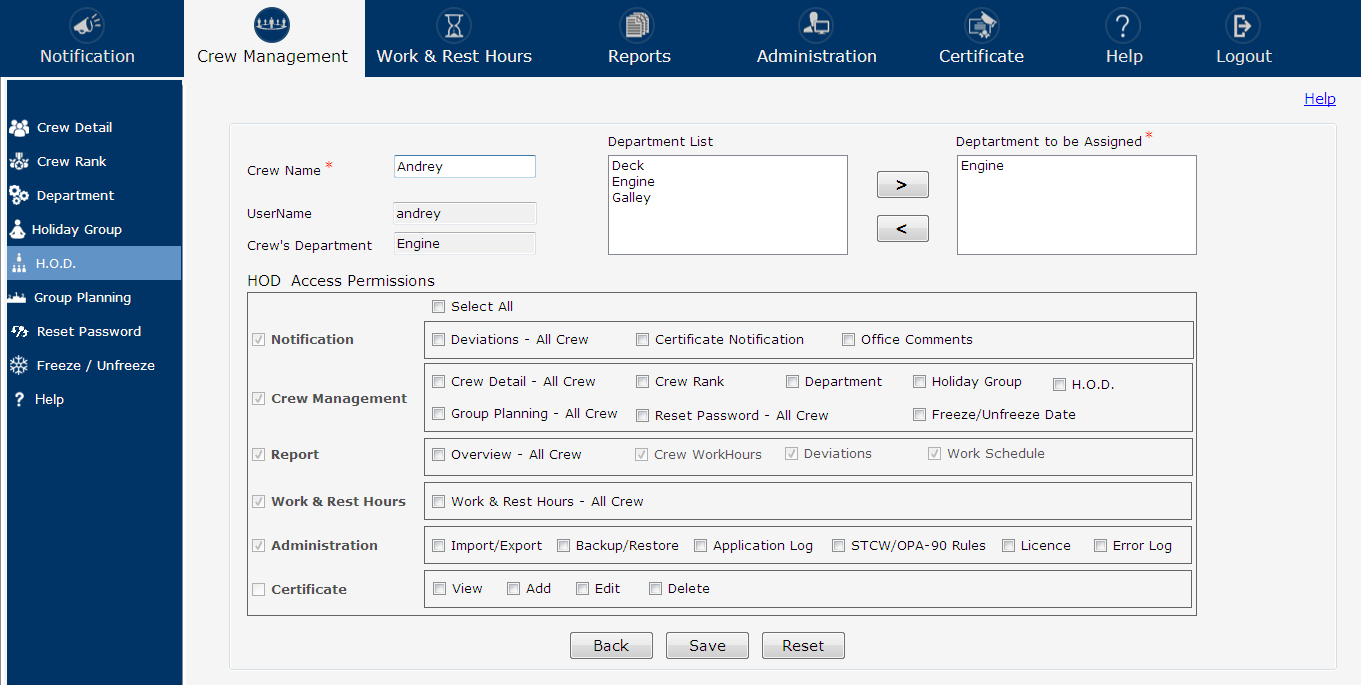 Notification
Crew Management
Work & Rest Hours
Reports
Administration
Certificate
Help
Logout
Help
Crew Detail
Crew Rank
Department
Holiday Group
H.O.D.
Group Planning
Reset Password
Freeze / Unfreeze
? Help
Crew Name *
Andrey
UserName
andrey
Crew's Department
Engine
Department List
Deck
Engine
Galley
>
<
Deptartment to be Assigned *
Engine
HOD Access Permissions
Select All
Notification
Deviations - All Crew Certificate Notification Office Comments
Crew Management
Crew Detail - All Crew Crew Rank Department Holiday Group H.O.D.
Group Planning - All Crew Reset Password - All Crew Freeze/Unfreeze Date
Report
Overview - All Crew Crew WorkHours Deviations Work Schedule
Work & Rest Hours
Work & Rest Hours - All Crew
Administration
Import/Export Backup/Restore Application Log STCW/OPA-90 Rules Licence Error Log
Certificate
View Add Edit Delete
Back Save Reset